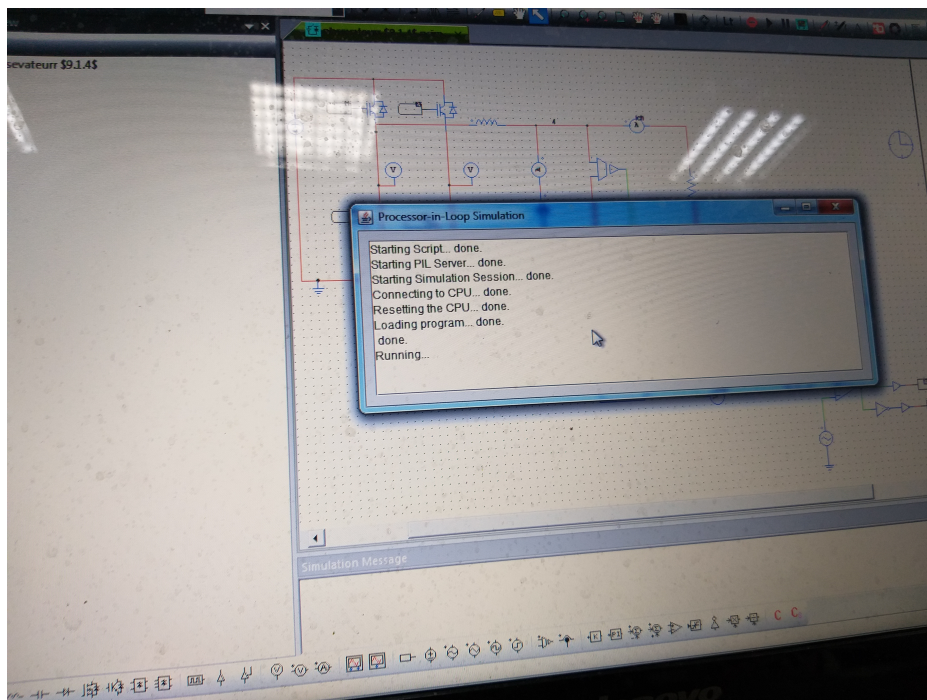 sevateurr $9.1.4$
Processor-in-Loop Simulation
Starting Script... done.
Starting PIL Server... done.
Starting Simulation Session... done.
Connecting to CPU... done.
Resetting the CPU... done.
Loading program... done.
done.
Running...
Simulation Message
V
V
A
K
PI
C C